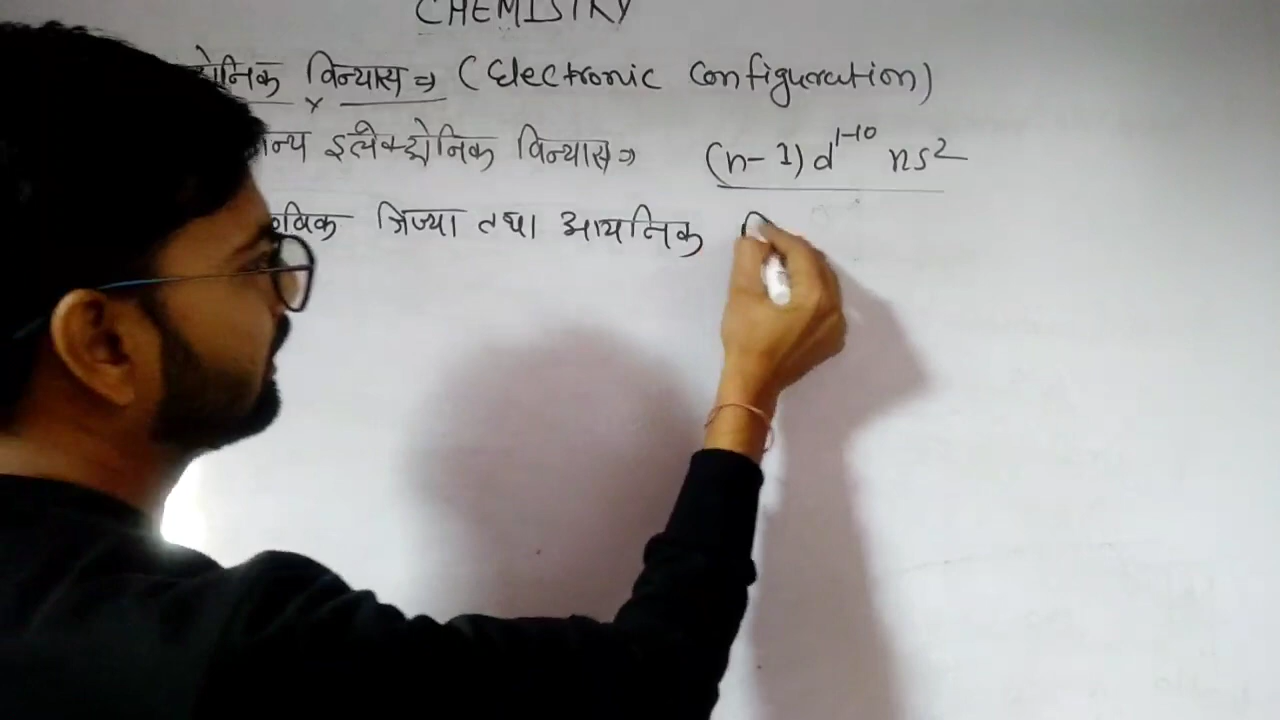 CHEMISTRY
विन्यास ⇒ (Electronic Configuration)
इलेक्ट्रोनिक विन्यास ⇒ (n-1)d¹⁻¹⁰ ns²
त्रिज्या तथा आयनिक